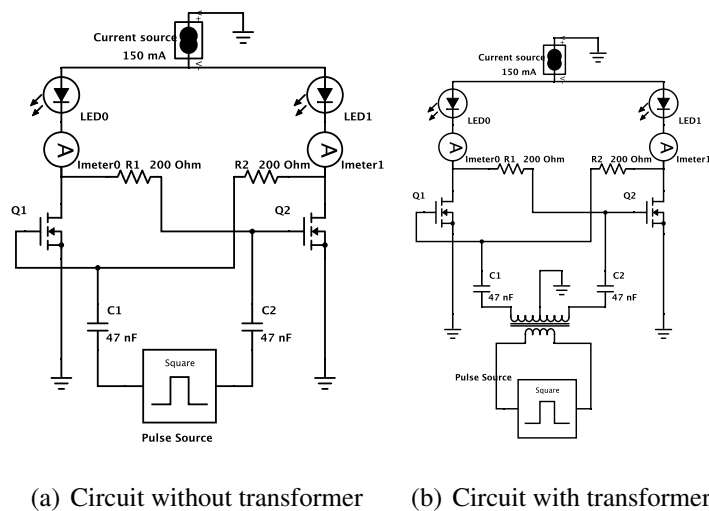 Current source
150 mA
LED0
LED1
A
A
Imeter0 R1 200 Ohm
R2 200 Ohm Imeter1
Q1
Q2
C1
47 nF
C2
47 nF
Square
Pulse Source
(a) Circuit without transformer
Current source
150 mA
LED0
LED1
A
A
Imeter0 R1 200 Ohm
R2 200 Ohm Imeter1
Q1
Q2
C1
47 nF
C2
47 nF
Pulse Source
Square
(b) Circuit with transformer